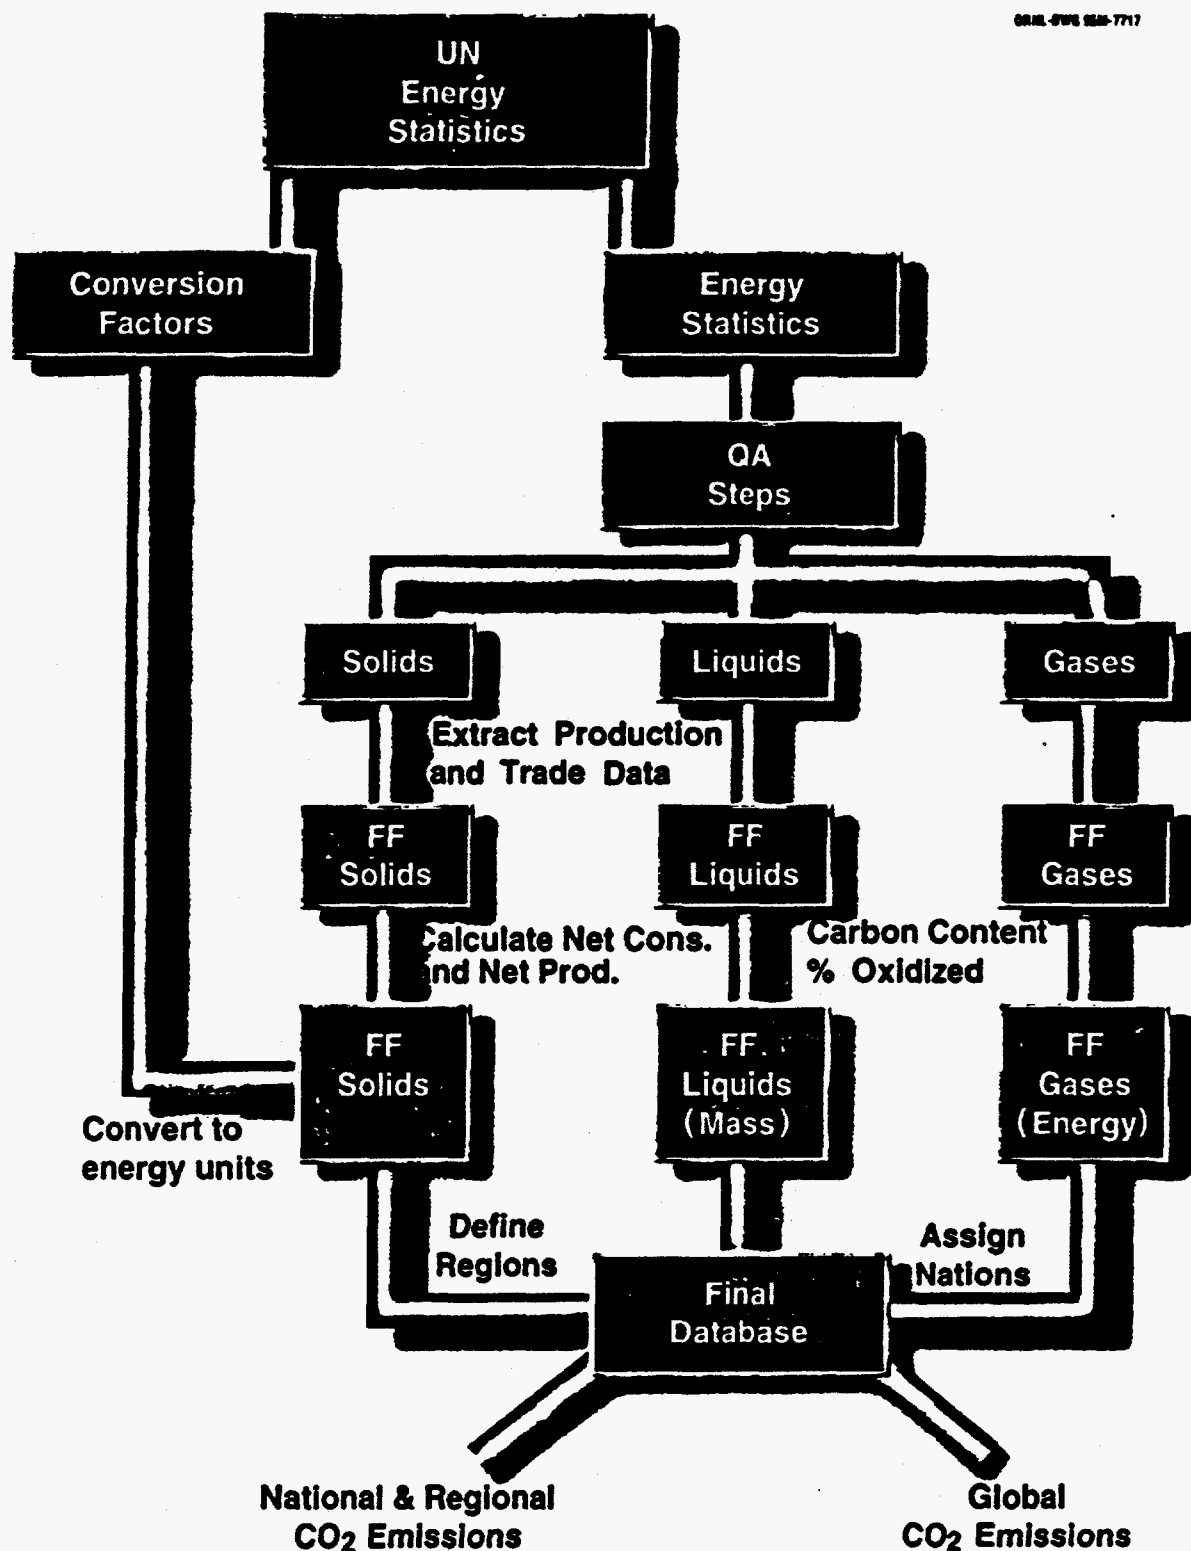 UN
Energy
Statistics
Conversion
Factors
Energy
Statistics
QA
Steps
Solids
Liquids
Gases
Extract Production
and Trade Data
FF
Solids
FF
Liquids
FF
Gases
Calculate Net Cons.
and Net Prod.
Carbon Content
% Oxidized
FF
Solids
FF
Liquids
(Mass)
FF
Gases
(Energy)
Convert to
energy units
Define
Regions
Assign
Nations
Final
Database
National & Regional
CO2 Emissions
Global
CO2 Emissions